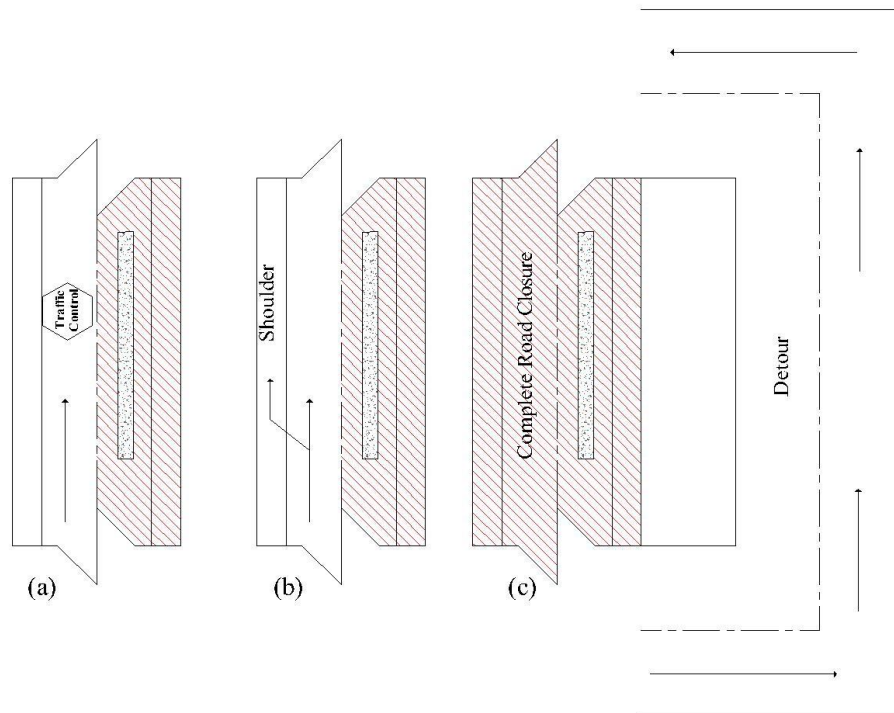 Traffic
Control
(a)
Shoulder
(b)
Complete Road Closure
(c)
Detour